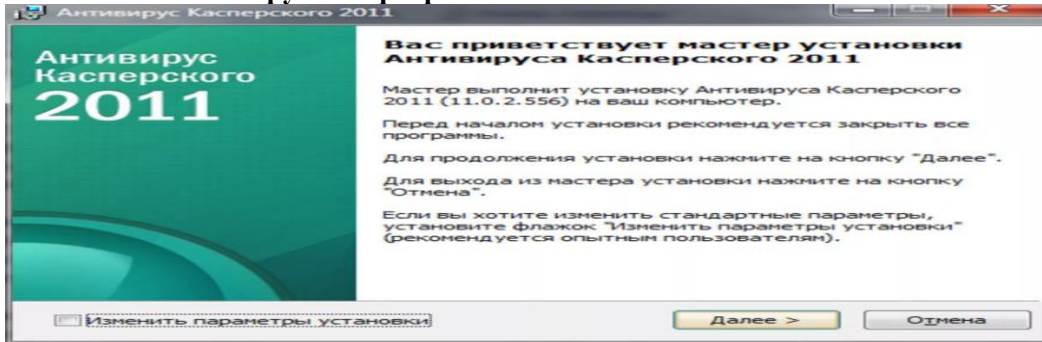 Антивирус Касперского 2011
Антивирус
Касперского
2011
Вас приветствует мастер установки
Антивируса Касперского 2011
Мастер выполнит установку Антивируса Касперского
2011 (11.0.2.556) на ваш компьютер.
Перед началом установки рекомендуется закрыть все
программы.
Для продолжения установки нажмите на кнопку "Далее".
Для выхода из мастера установки нажмите на кнопку
"Отмена".
Если вы хотите изменить стандартные параметры,
установите флажок "Изменить параметры установки"
(рекомендуется опытным пользователям).
Изменить параметры установки
Далее >
Отмена